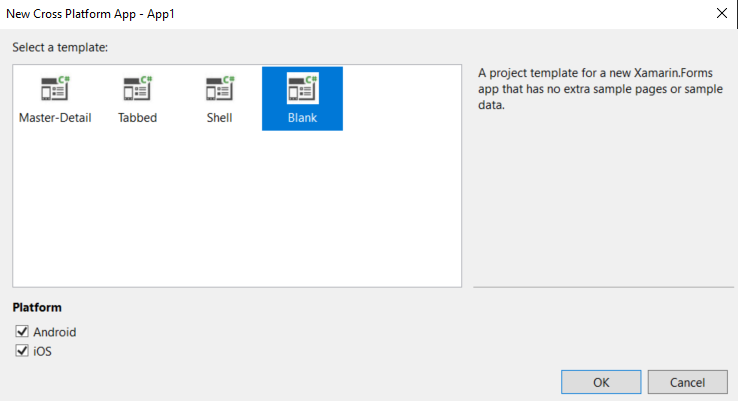 New Cross Platform App - App1
Select a template:
C#
C#
C#
C#
Master-Detail
Tabbed
Shell
Blank
A project template for a new Xamarin.Forms
app that has no extra sample pages or sample
data.
Platform
Android
iOS
OK
Cancel